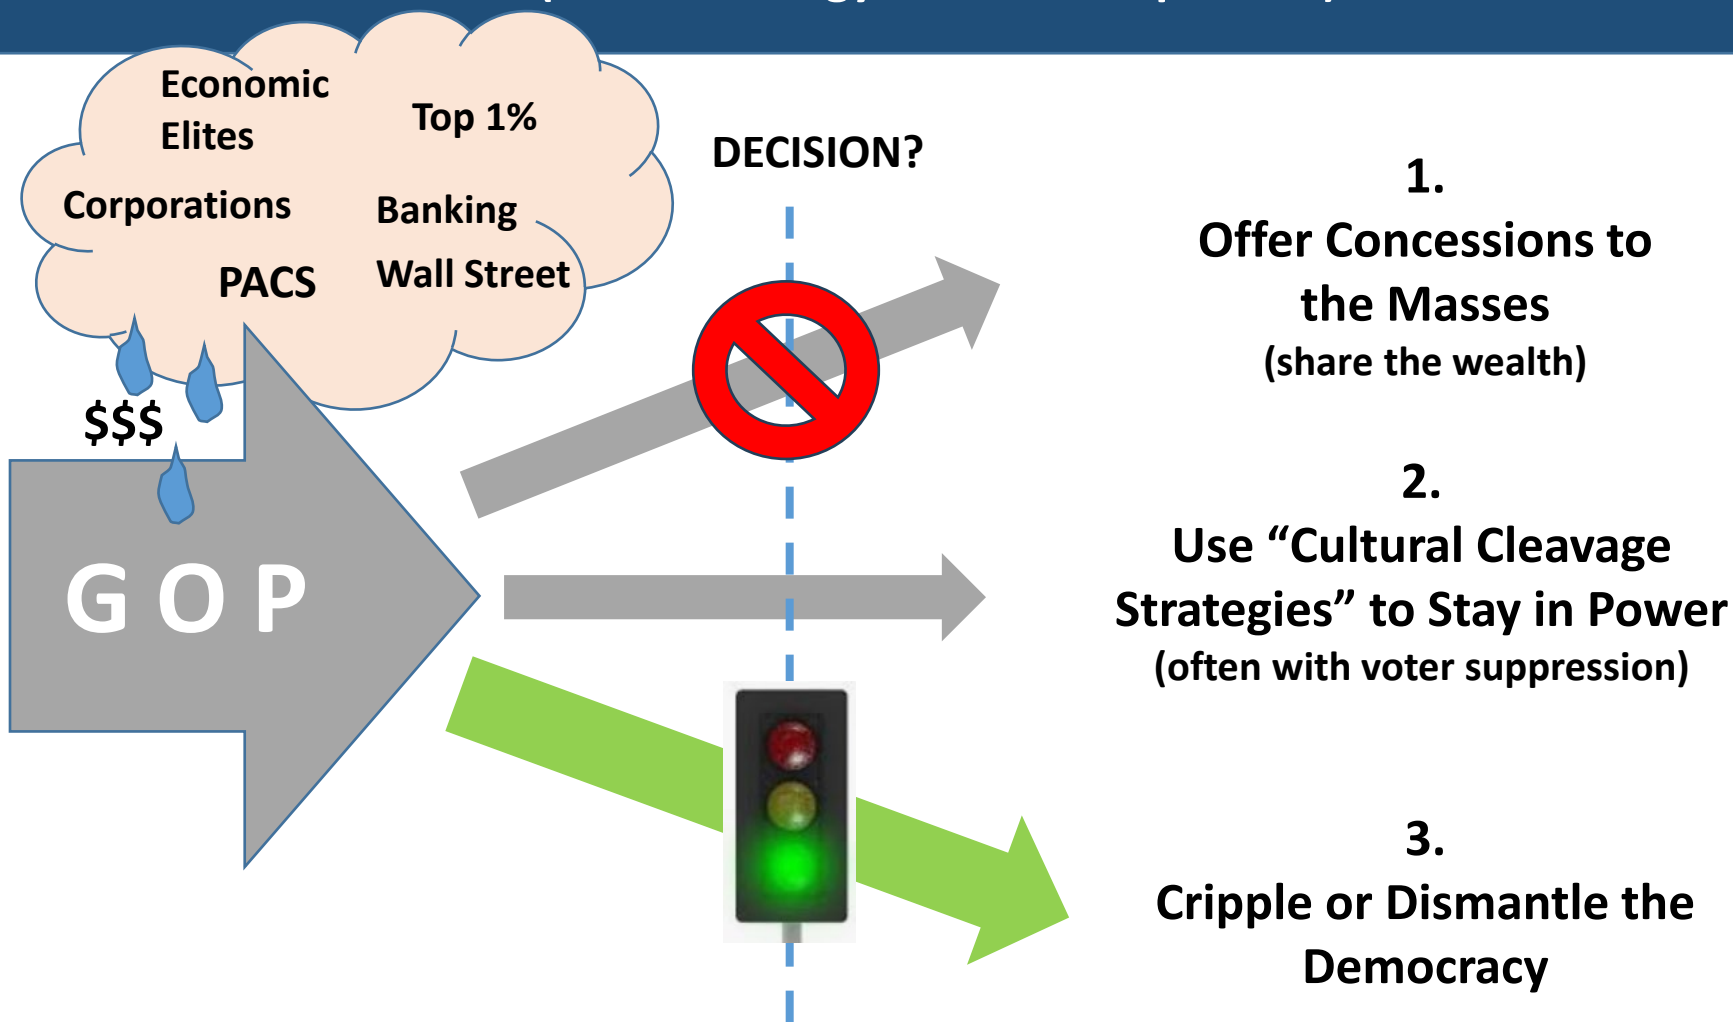 Economic
Elites
Top 1%
Corporations
Banking
PACS
Wall Street
$$$
G O P
DECISION?
1.
Offer Concessions to
the Masses
(share the wealth)
2.
Use “Cultural Cleavage
Strategies” to Stay in Power
(often with voter suppression)
3.
Cripple or Dismantle the
Democracy